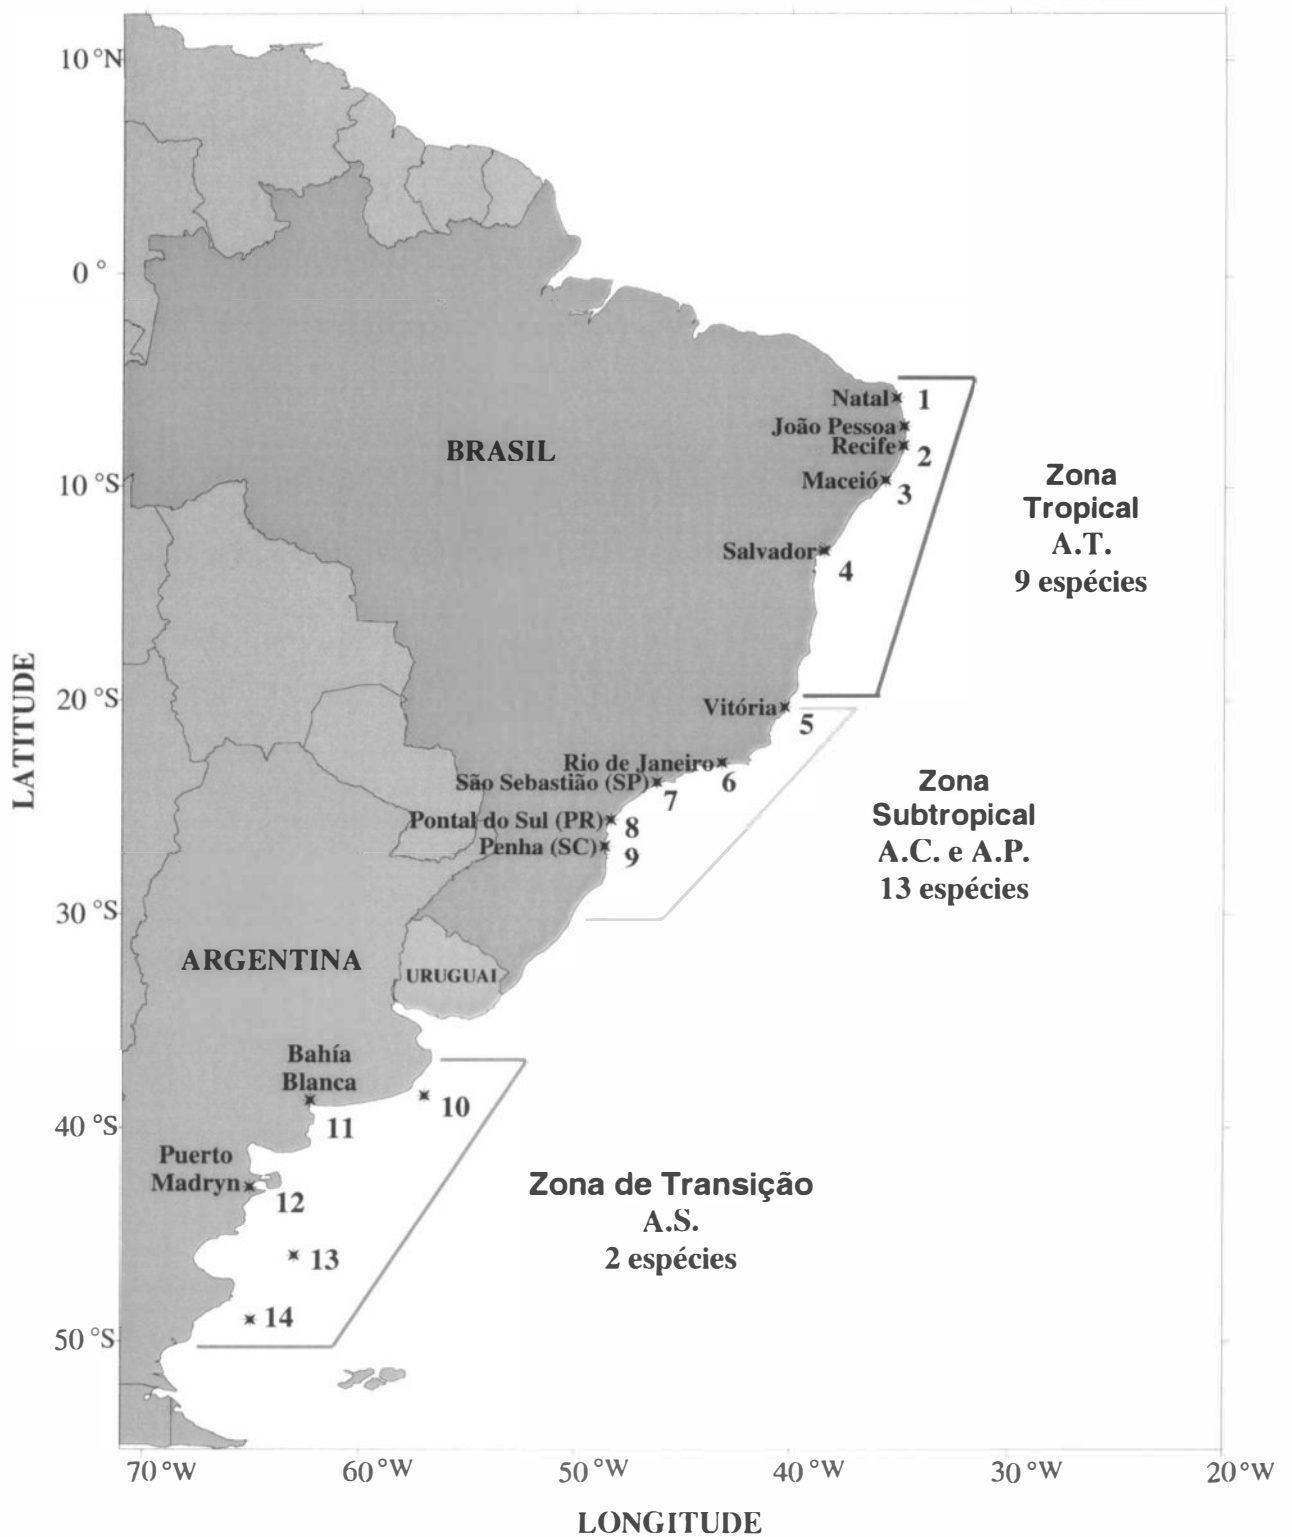 10 °N
0 °
10 °S
20 °S
30 °S
40 °S
50 °S
LATITUDE
70 °W
60 °W
50 °W
40 °W
30 °W
20 °W
LONGITUDE
BRASIL
ARGENTINA
URUGUAI
Natal 1
João Pessoa
Recife 2
Maceió 3
Salvador 4
Vitória 5
Rio de Janeiro 6
São Sebastião (SP) 7
Pontal do Sul (PR) 8
Penha (SC) 9
10
Bahía
Blanca
11
Puerto
Madryn
12
13
14
Zona
Tropical
A.T.
9 espécies
Zona
Subtropical
A.C. e A.P.
13 espécies
Zona de Transição
A.S.
2 espécies